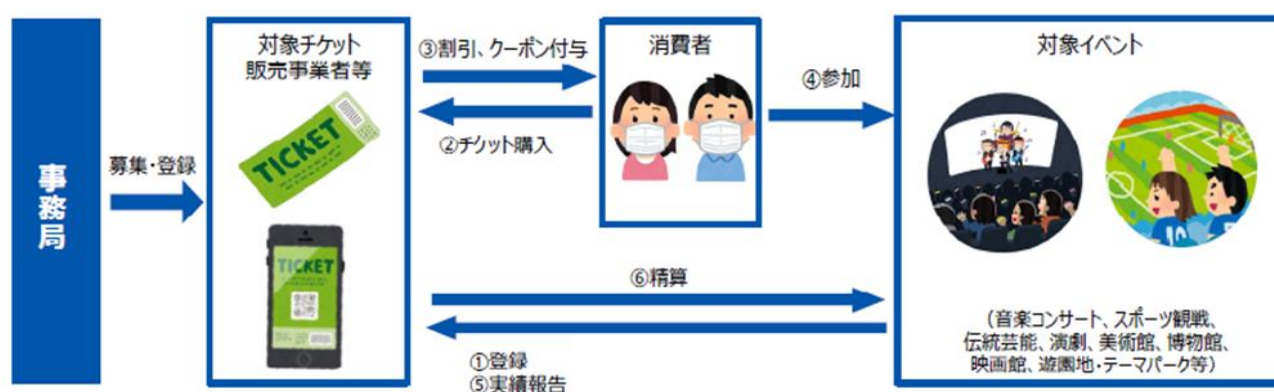 事務局
募集・登録
対象チケット
販売事業者等
TICKET
TICKET
③割引、クーポン付与
②チケット購入
消費者
④参加
対象イベント
⑥精算
①登録
⑤実績報告
（音楽コンサート、スポーツ観戦、
伝統芸能、演劇、美術館、博物館、
映画館、遊園地・テーマパーク等）